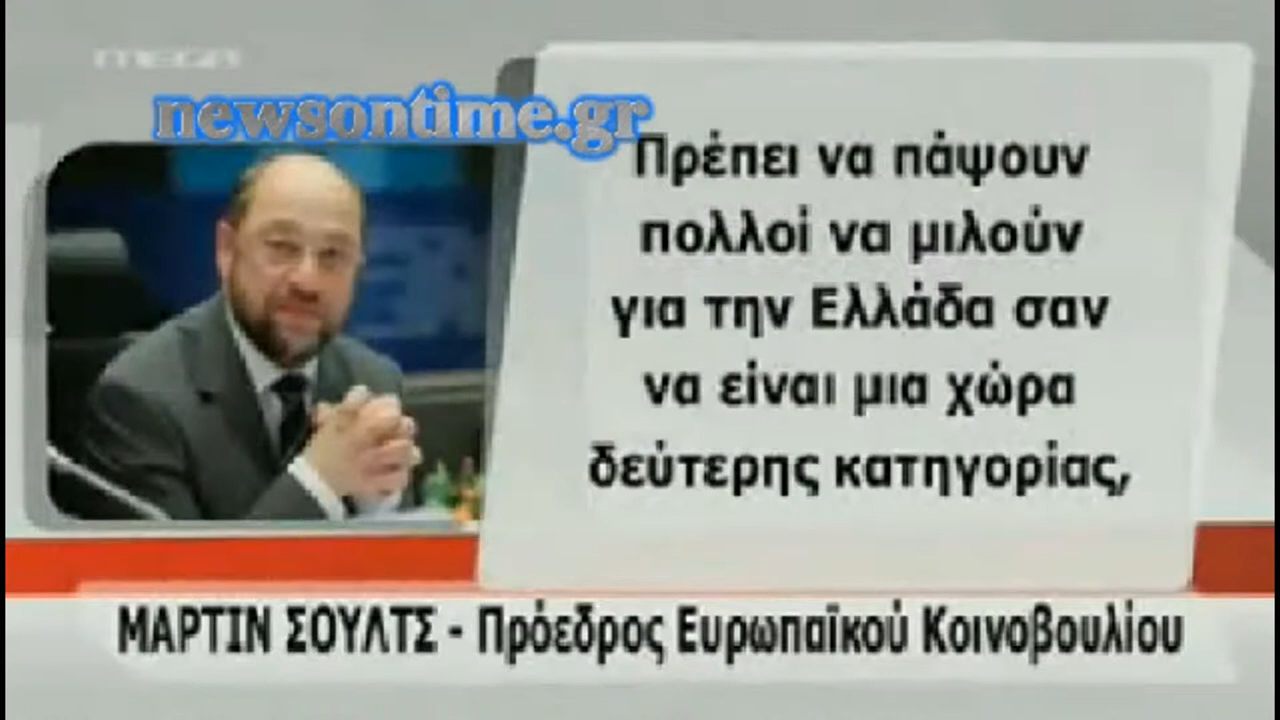 MEGA
newsontime.gr
Πρέπει να πάψουν
πολλοί να μιλούν
για την Ελλάδα σαν
να είναι μια χώρα
δεύτερης κατηγορίας,
ΜΑΡΤΙΝ ΣΟΥΛΤΣ - Πρόεδρος Ευρωπαϊκού Κοινοβουλίου